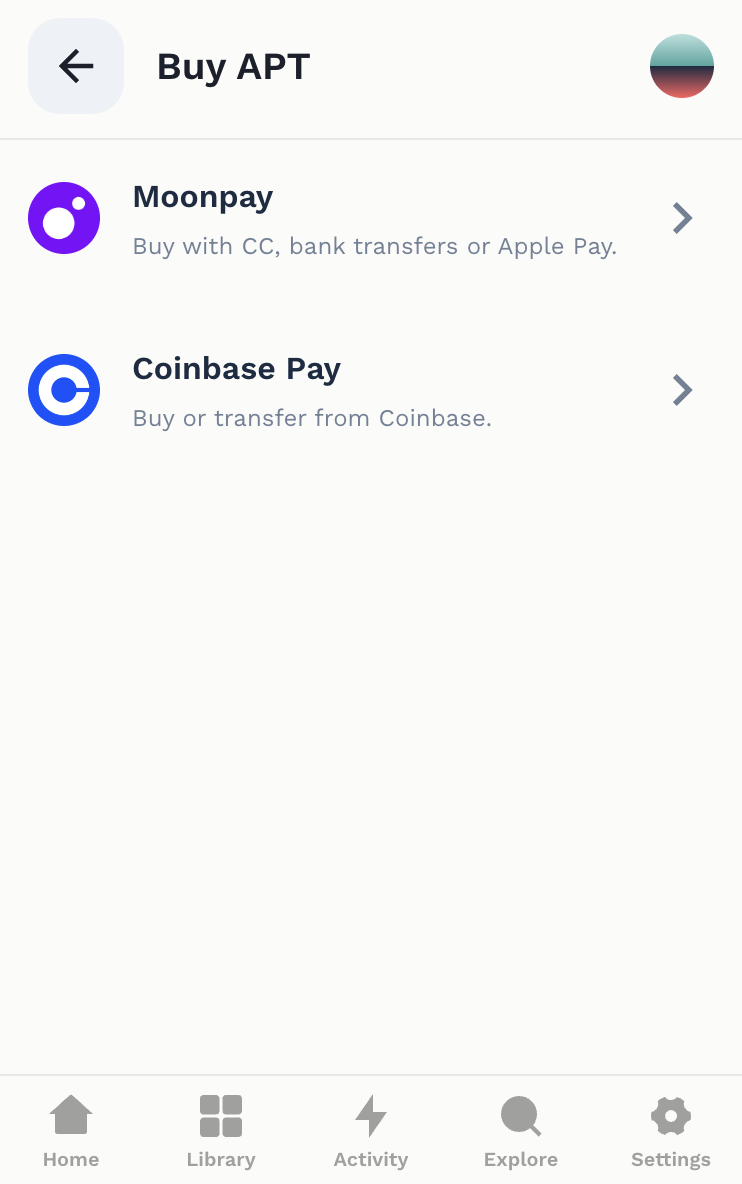 Buy APT
Moonpay
Buy with CC, bank transfers or Apple Pay.
Coinbase Pay
Buy or transfer from Coinbase.
Home
Library
Activity
Explore
Settings